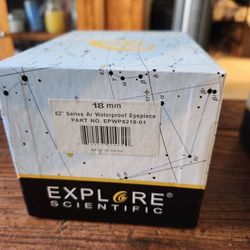 18 mm
82° Series Ar Waterproof Eyepiece
PART NO: EPWP8218-01
EXPLORE®
SCIENTIFIC